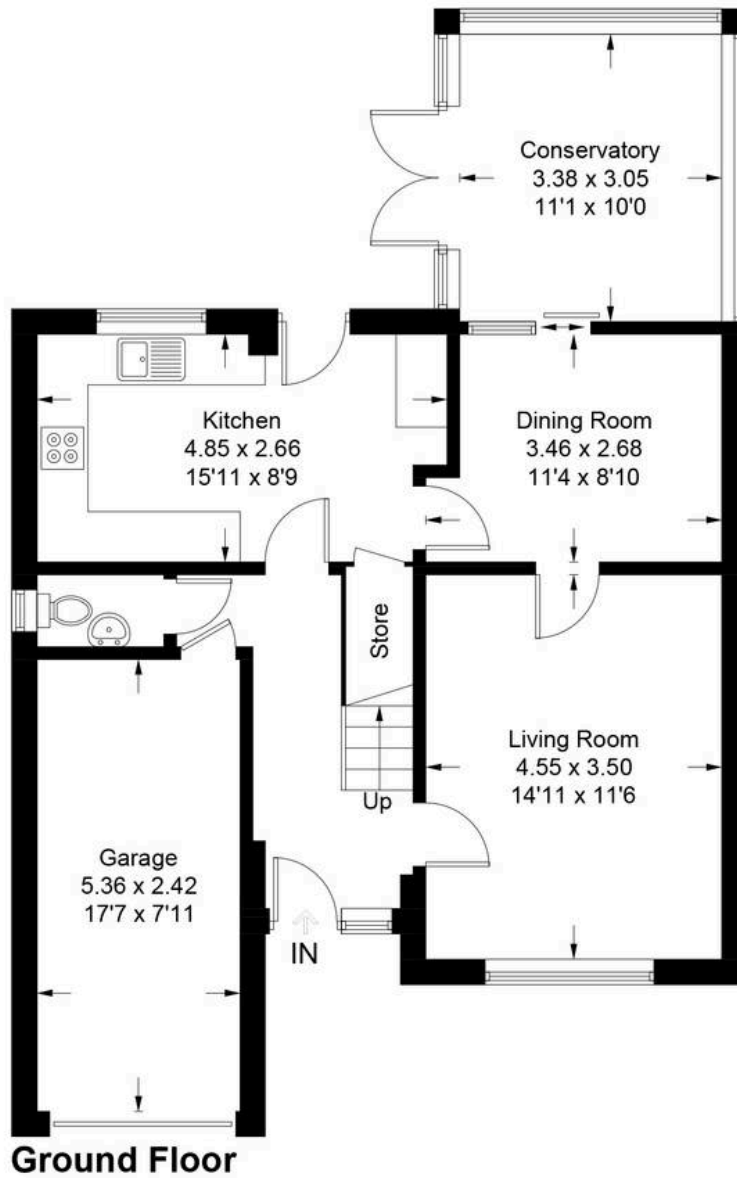 Conservatory
3.38 x 3.05
11'1 x 10'0
Kitchen
4.85 x 2.66
15'11 x 8'9
Dining Room
3.46 x 2.68
11'4 x 8'10
Store
Living Room
4.55 x 3.50
14'11 x 11'6
Up
Garage
5.36 x 2.42
17'7 x 7'11
IN
Ground Floor